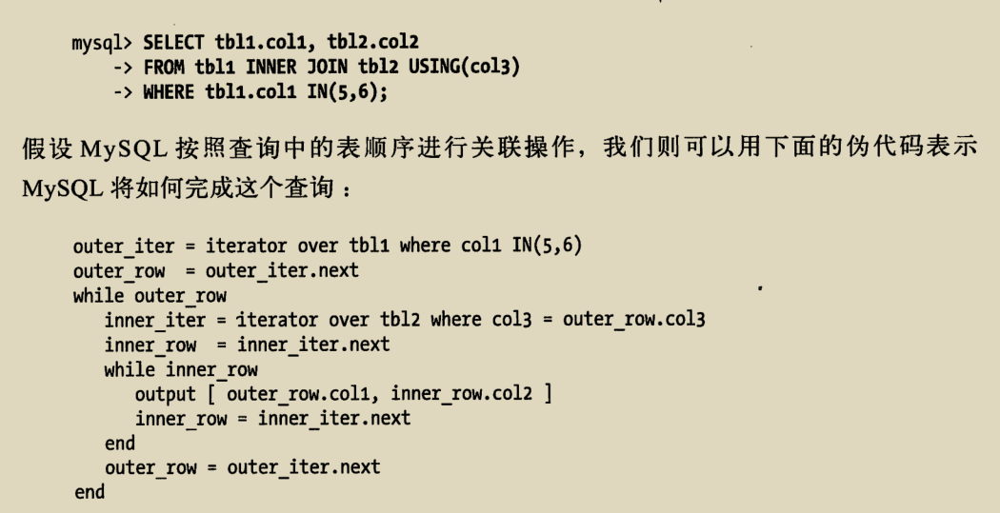 mysql> SELECT tbl1.col1, tbl2.col2
-> FROM tbl1 INNER JOIN tbl2 USING(col3)
-> WHERE tbl1.col1 IN(5,6);
假设 MySQL 按照查询中的表顺序进行关联操作，我们则可以用下面的伪代码表示
MySQL 将如何完成这个查询：
outer_iter = iterator over tbl1 where col1 IN(5,6)
outer_row = outer_iter.next
while outer_row
inner_iter = iterator over tbl2 where col3 = outer_row.col3
inner_row = inner_iter.next
while inner_row
output [ outer_row.col1, inner_row.col2 ]
inner_row = inner_iter.next
end
outer_row = outer_iter.next
end